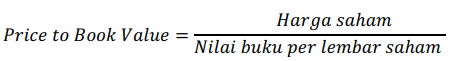 Price to Book Value = Harga saham
Nilai buku per lembar saham